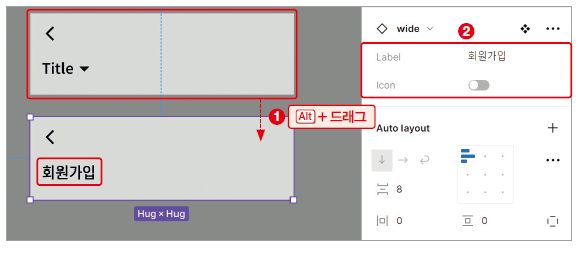 Title
1 Alt + 드래그
회원가입
Hug × Hug
wide
2
Label 회원가입
Icon
Auto layout
8
0 0